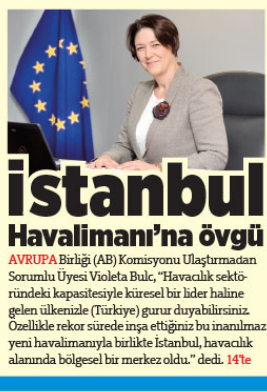 istanbul
Havalimanı'na övgü
AVRUPA Birliği (AB) Komisyonu Ulaştırmadan
Sorumlu Üyesi Violeta Bulc, “Havacılık sektö-
ründeki kapasitesiyle küresel bir lider haline
gelen ülkenizle (Türkiye) gurur duyabilirsiniz.
Özellikle rekor sürede inşa ettiğiniz bu inanılmaz
yeni havalimanıyla birlikte İstanbul, havacılık
alanında bölgesel bir merkez oldu.” dedi. 14'te